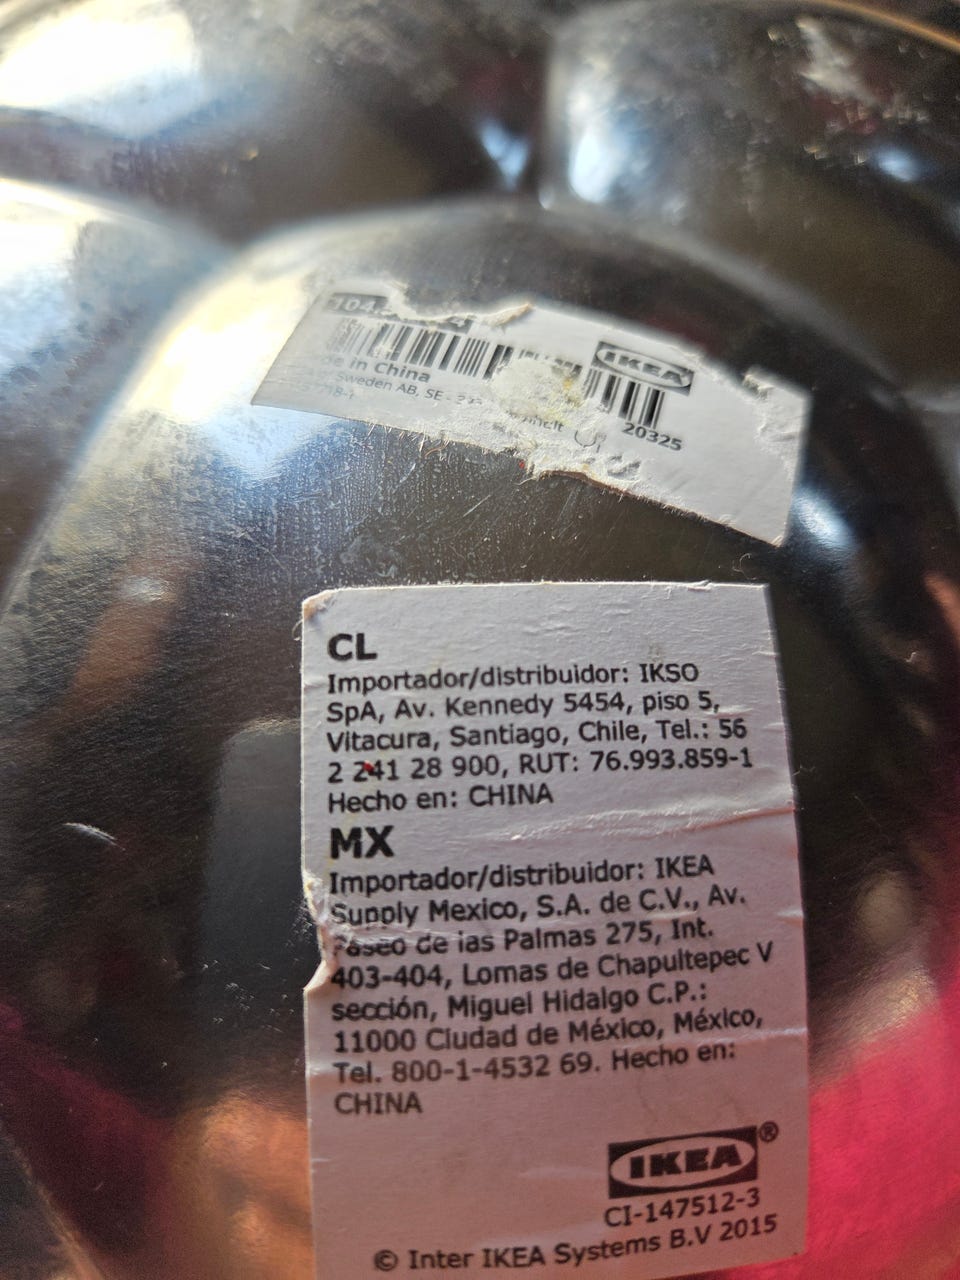 IKEA
in China
Sweden AB, SE -
20325
CL
Importador/distribuidor: IKSO
SpA, Av. Kennedy 5454, piso 5,
Vitacura, Santiago, Chile, Tel.: 56
2 241 28 900, RUT: 76.993.859-1
Hecho en: CHINA
MX
Importador/distribuidor: IKEA
Supply Mexico, S.A. de C.V., Av.
Paseo de las Palmas 275, Int.
403-404, Lomas de Chapultepec V
sección, Miguel Hidalgo C.P.:
11000 Ciudad de México, México,
Tel. 800-1-4532 69. Hecho en:
CHINA
IKEA®
CI-147512-3
© Inter IKEA Systems B.V 2015